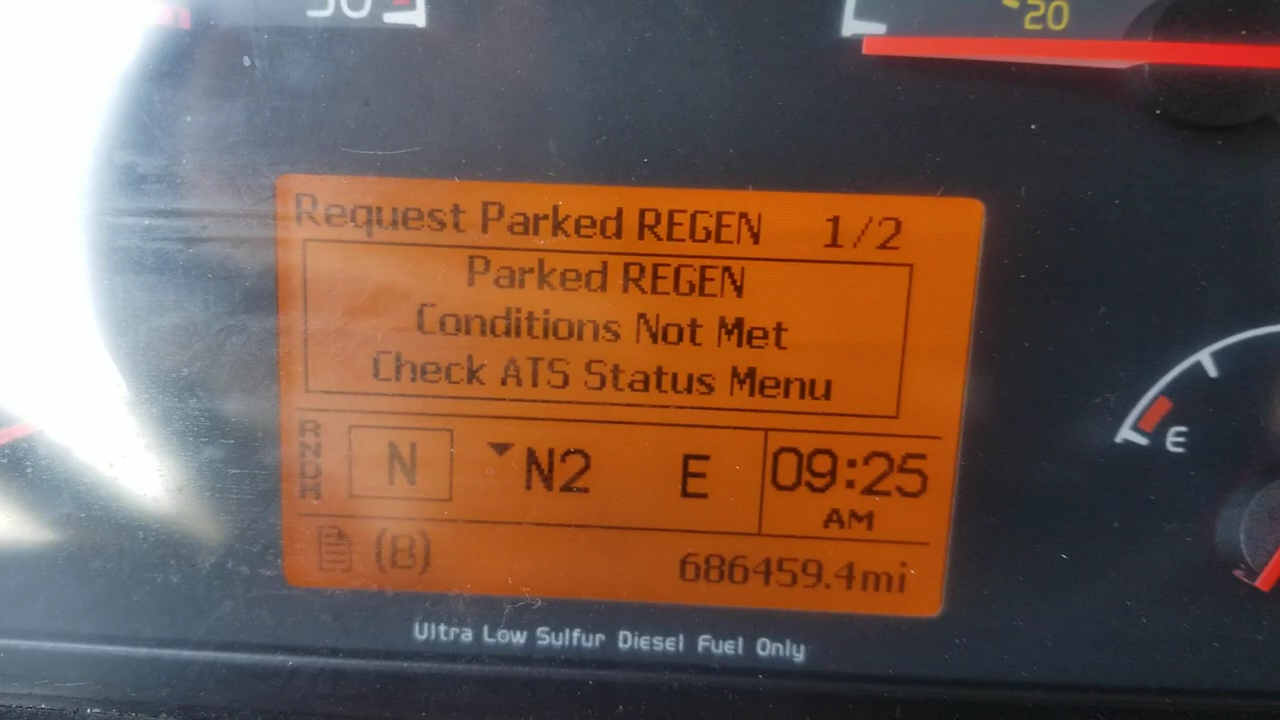 50
20
Request Parked REGEN 1/2
Parked REGEN
Conditions Not Met
Check ATS Status Menu
N N2 E 09:25
AM
(B) 686459.4mi
E
Ultra Low Sulfur Diesel Fuel Only